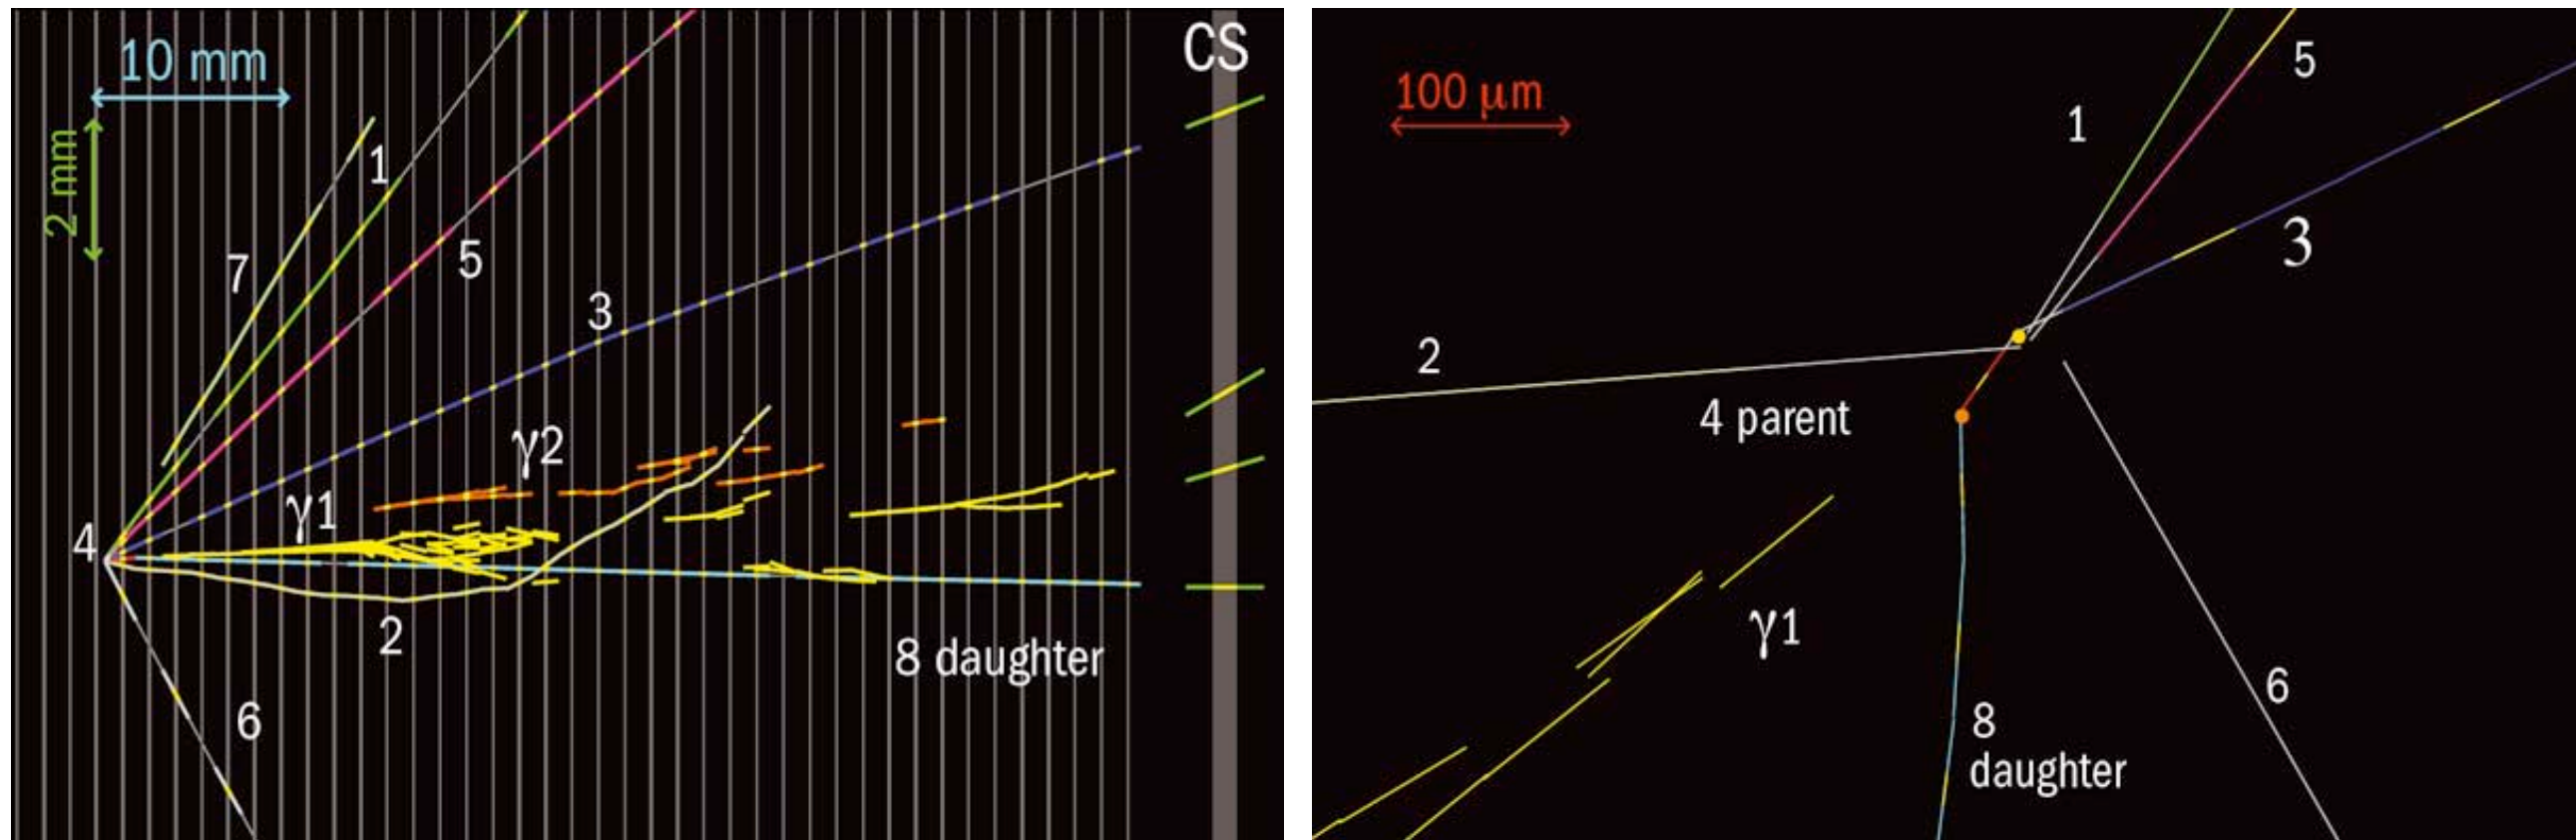 10 mm
CS
2 mm
1
7
5
3
γ2
γ1
4
2
8 daughter
6
100 μm
5
1
3
2
4 parent
γ1
6
8
daughter